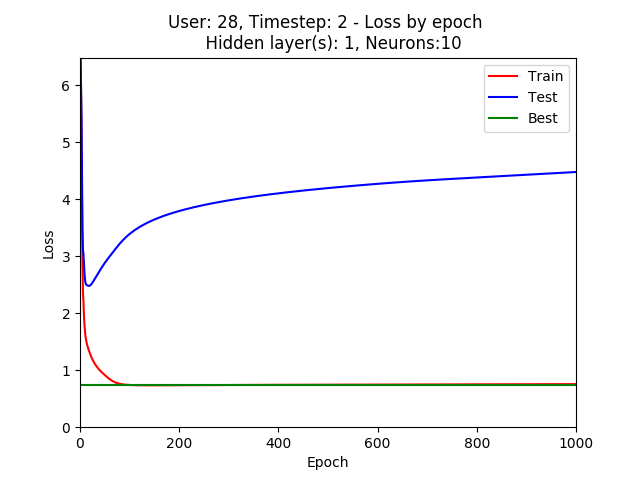 User: 28, Timestep: 2 - Loss by epoch
Hidden layer(s): 1, Neurons:10
Train
Test
Best
6
5
4
3
2
1
0
Loss
0
200
400
600
800
1000
Epoch